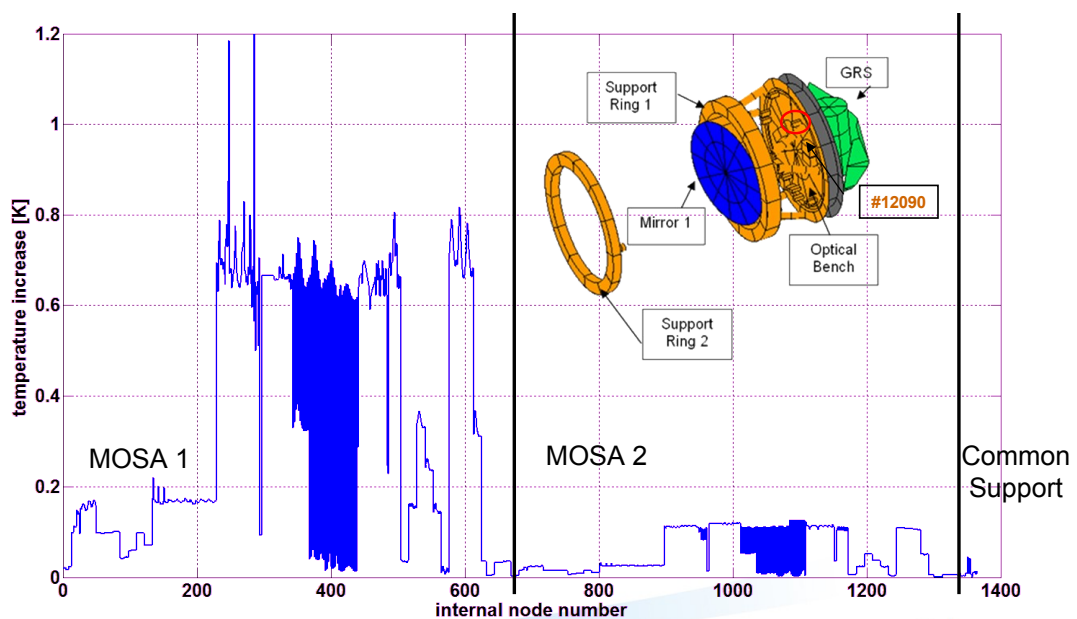 1.2
1
0.8
0.6
0.4
0.2
0
temperature increase [K]
0
200
400
600
800
1000
1200
1400
internal node number
MOSA 1
MOSA 2
Common
Support
Support
Ring 1
GRS
Mirror 1
#12090
Optical
Bench
Support
Ring 2